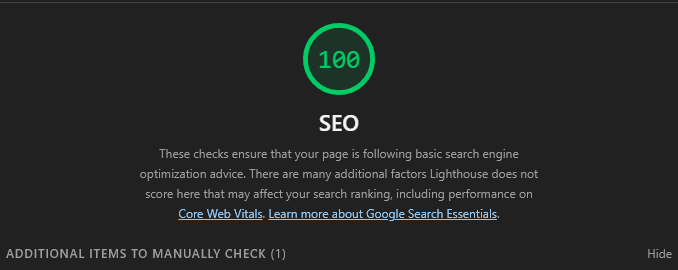 100
SEO
These checks ensure that your page is following basic search engine
optimization advice. There are many additional factors Lighthouse does not
score here that may affect your search ranking, including performance on
Core Web Vitals. Learn more about Google Search Essentials.
ADDITIONAL ITEMS TO MANUALLY CHECK (1) Hide